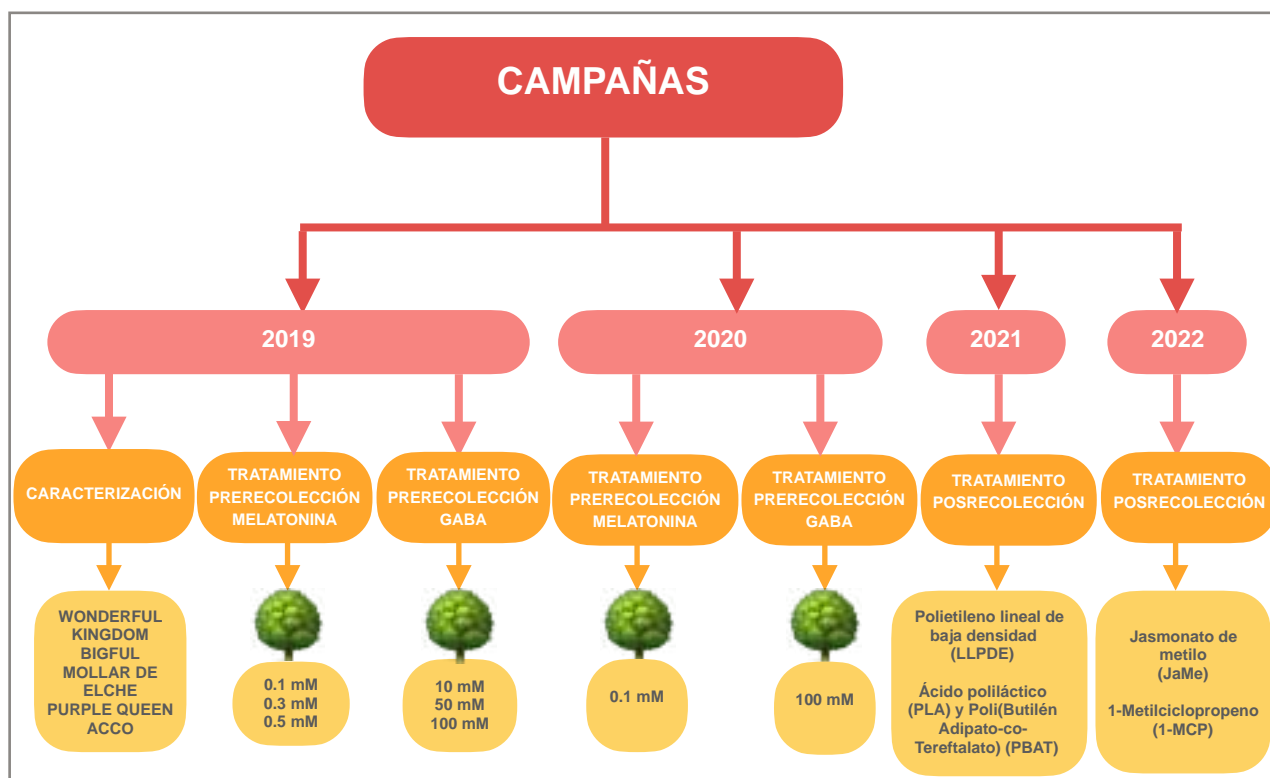 CAMPAÑAS
2019
2020
2021
2022
CARACTERIZACIÓN
TRATAMIENTO
PRERECOLECCIÓN
MELATONINA
TRATAMIENTO
PRERECOLECCIÓN
GABA
TRATAMIENTO
PRERECOLECCIÓN
MELATONINA
TRATAMIENTO
PRERECOLECCIÓN
GABA
TRATAMIENTO
POSRECOLECCIÓN
TRATAMIENTO
POSRECOLECCIÓN
WONDERFUL
KINGDOM
BIGFUL
MOLLAR DE
ELCHE
PURPLE QUEEN
ACCO
0.1 mM
0.3 mM
0.5 mM
10 mM
50 mM
100 mM
0.1 mM
100 mM
Polietileno lineal de
baja densidad
(LLPDE)
Ácido poliláctico
(PLA) y Poli(Butilén
Adipato-co-
Tereftalato) (PBAT)
Jasmonato de
metilo
(JaMe)
1-Metilciclopropeno
(1-MCP)